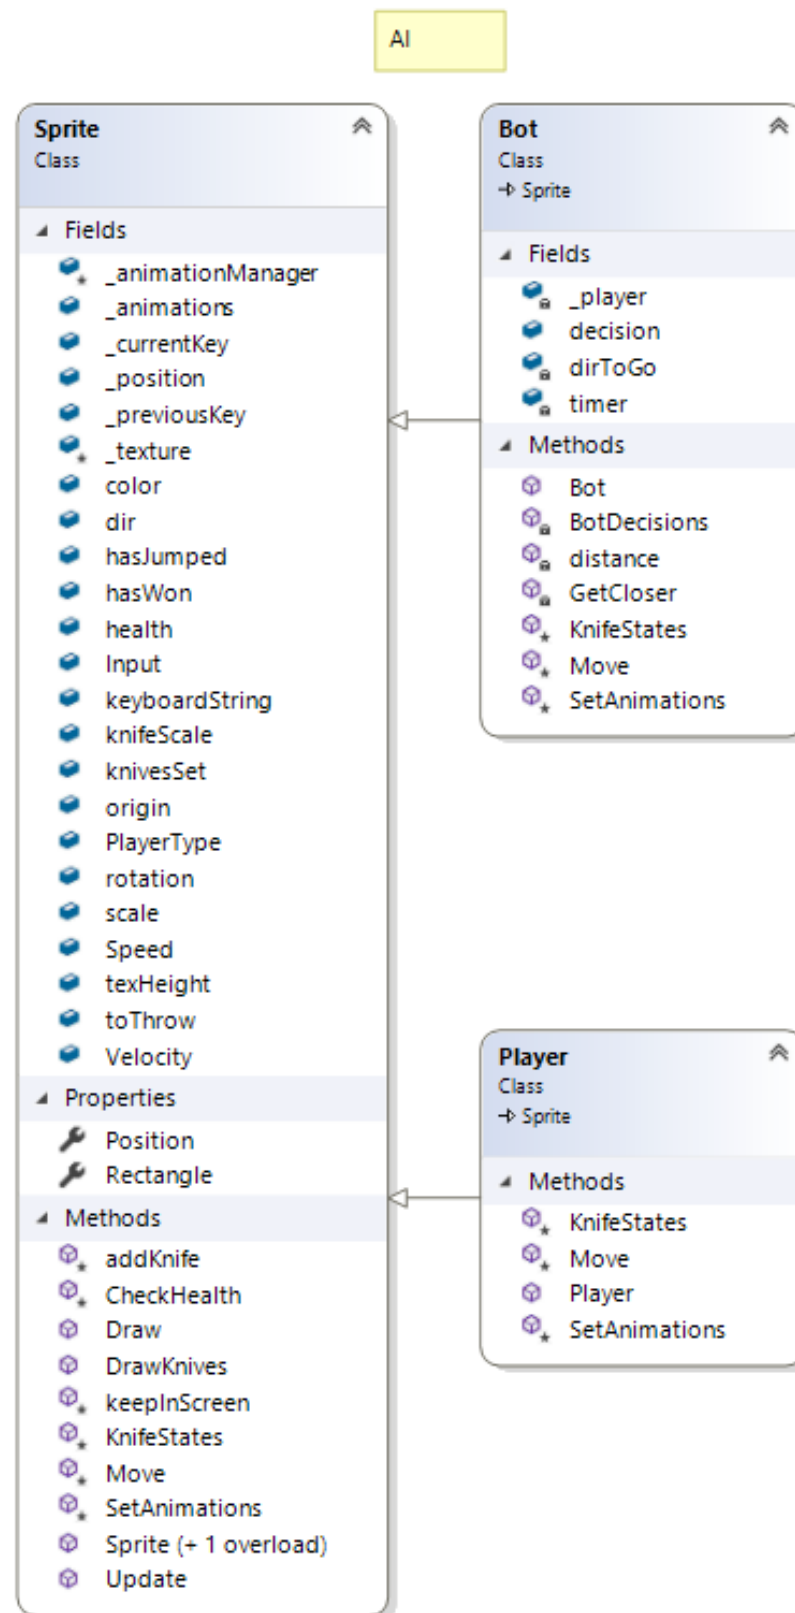 AI
Sprite
Class
Fields
_animationManager
_animations
_currentKey
_position
_previousKey
_texture
color
dir
hasJumped
hasWon
health
Input
keyboardString
knifeScale
knivesSet
origin
PlayerType
rotation
scale
Speed
texHeight
toThrow
Velocity
Properties
Position
Rectangle
Methods
addKnife
CheckHealth
Draw
DrawKnives
keepInScreen
KnifeStates
Move
SetAnimations
Sprite (+ 1 overload)
Update
Bot
Class
Sprite
Fields
_player
decision
dirToGo
timer
Methods
Bot
BotDecisions
distance
GetCloser
KnifeStates
Move
SetAnimations
Player
Class
Sprite
Methods
KnifeStates
Move
Player
SetAnimations